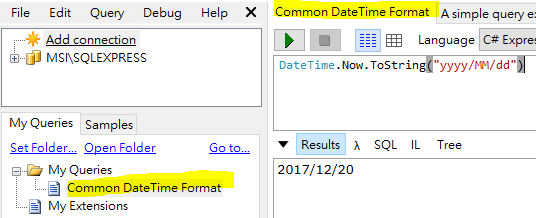 File Edit Query Debug Help X
Add connection
MSI\SQLEXPRESS
My Queries Samples
Set Folder... Open Folder Go to...
My Queries
Common DateTime Format
My Extensions
Common DateTime Format A simple query ex
Language C# Expres
DateTime.Now.ToString("yyyy/MM/dd")
Results λ SQL IL Tree
2017/12/20